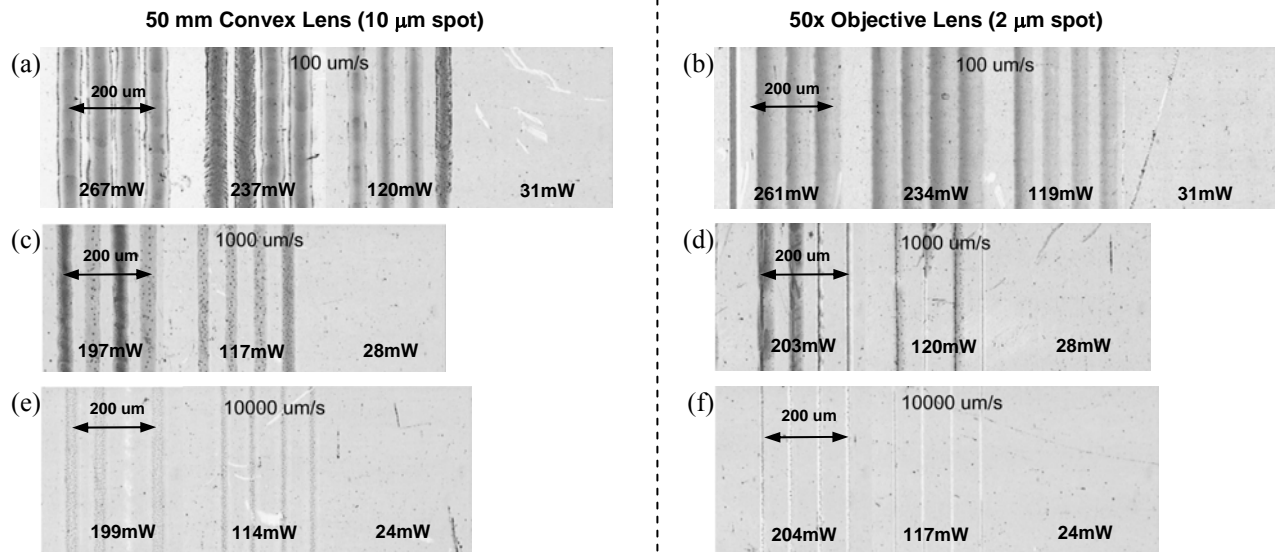 50 mm Convex Lens (10 μm spot)
50x Objective Lens (2 μm spot)
(a)
100 um/s
200 um
267mW 237mW 120mW 31mW
(b)
100 um/s
200 um
261mW 234mW 119mW 31mW
(c)
1000 um/s
200 um
197mW 117mW 28mW
(d)
1000 um/s
200 um
203mW 120mW 28mW
(e)
10000 um/s
200 um
199mW 114mW 24mW
(f)
10000 um/s
200 um
204mW 117mW 24mW